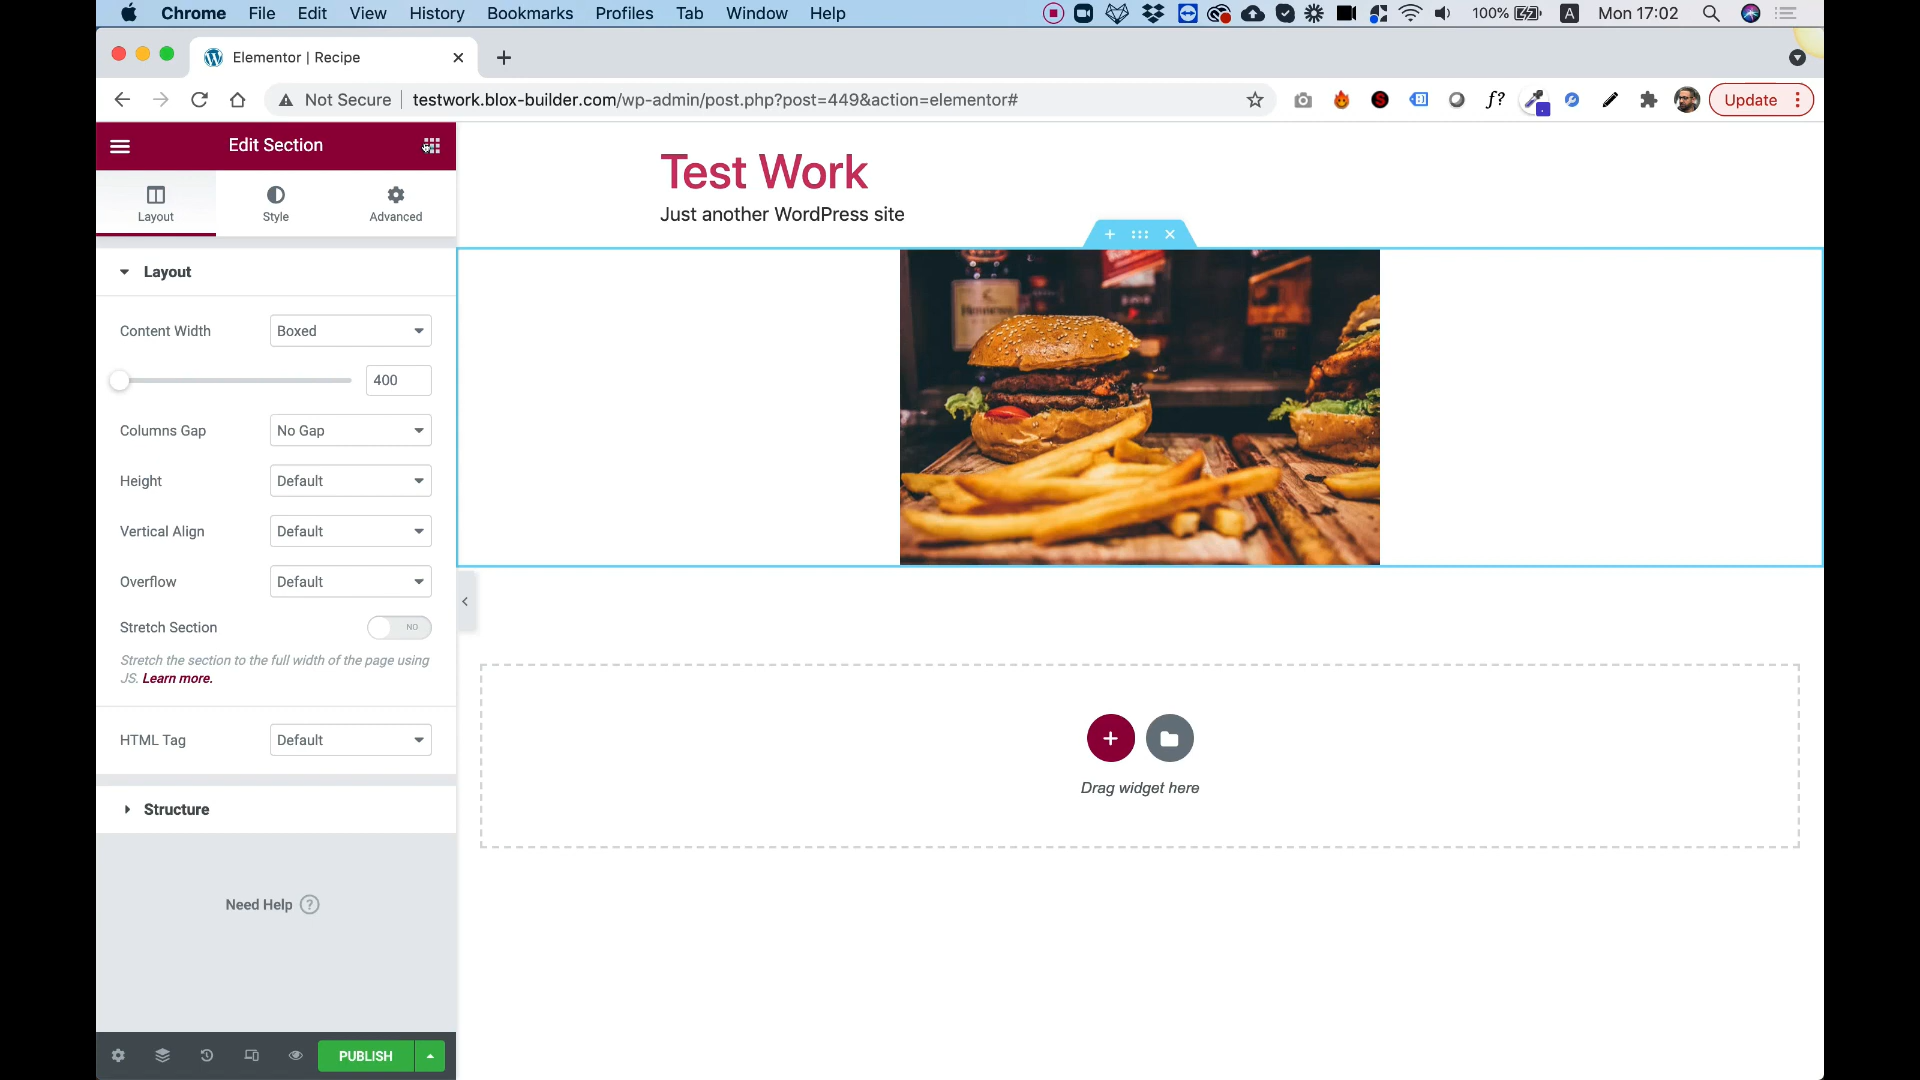 Chrome File Edit View History Bookmarks Profiles Tab Window Help 100% A Mon 17:02
Elementor | Recipe
Not Secure testwork.blox-builder.com/wp-admin/post.php?post=449&action=elementor# S f? Update
Edit Section
Layout Style Advanced
Layout
Content Width Boxed
400
Columns Gap No Gap
Height Default
Vertical Align Default
Overflow Default
Stretch Section NO
Stretch the section to the full width of the page using
JS. Learn more.
HTML Tag Default
Structure
Need Help ?
PUBLISH
Test Work
Just another WordPress site
Drag widget here